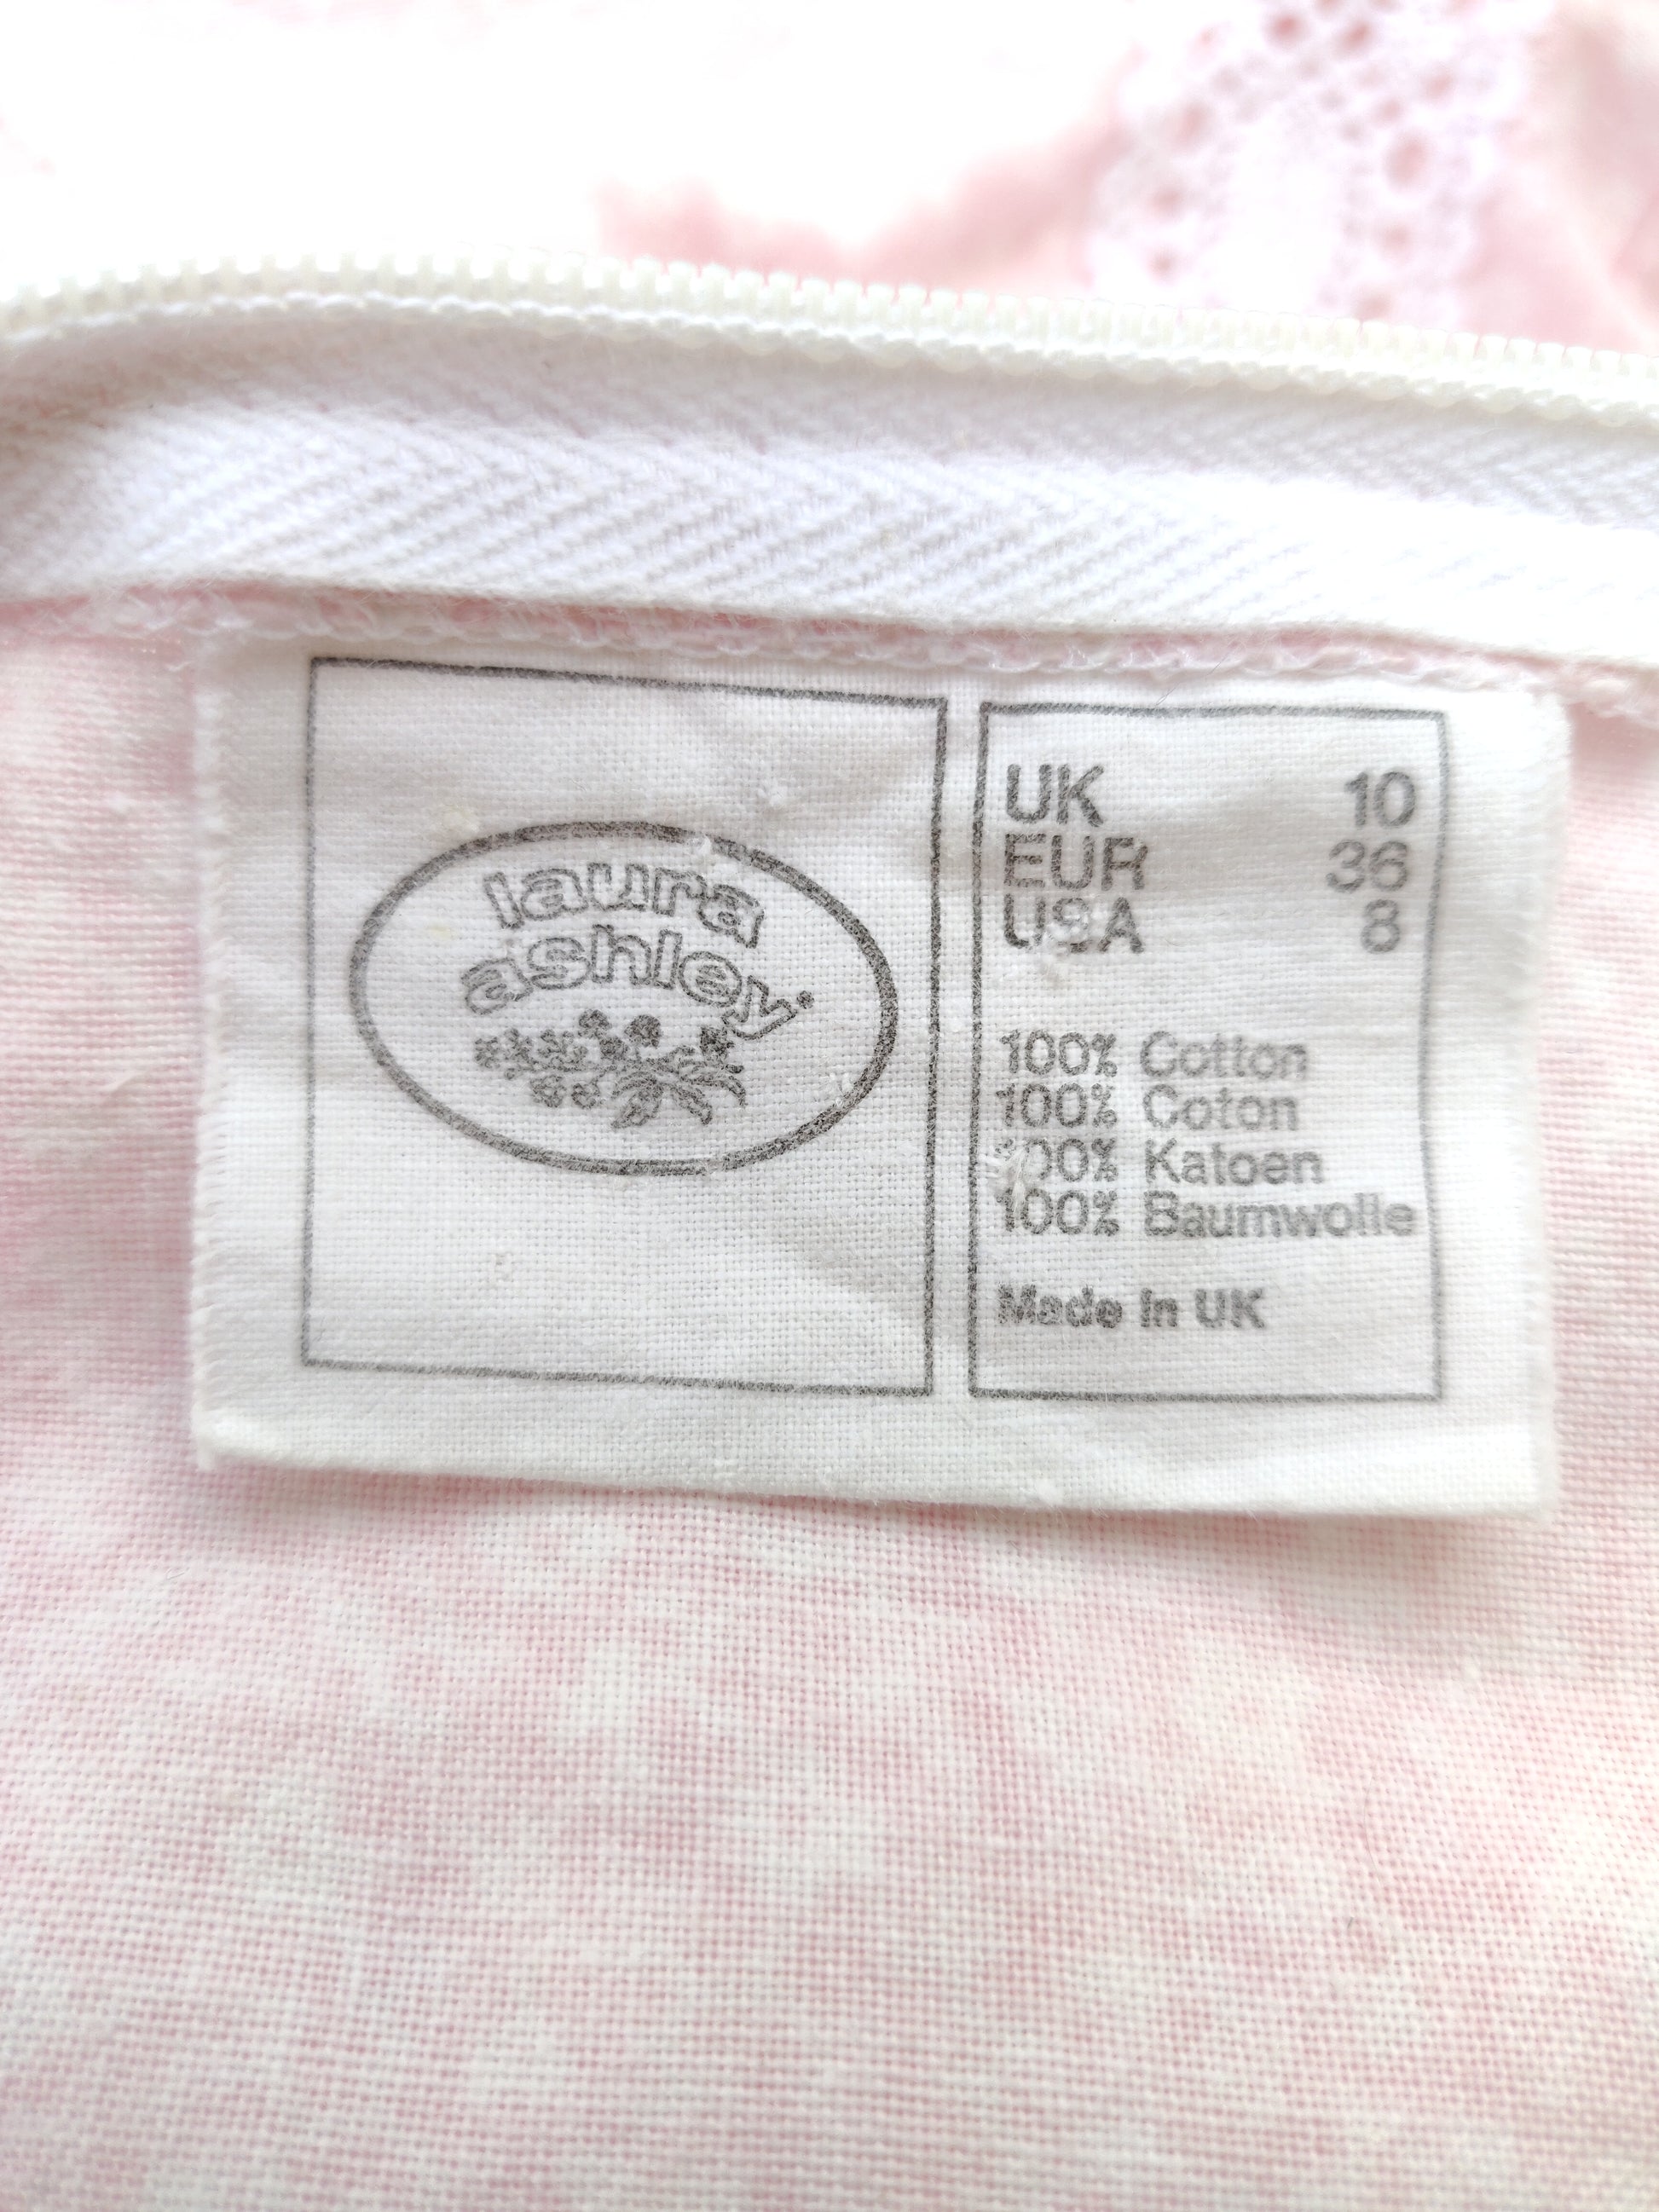 laura
ashley
UK 10
EUR 36
USA 8
100% Cotton
100% Coton
100% Katoen
100% Baumwolle
Made in UK